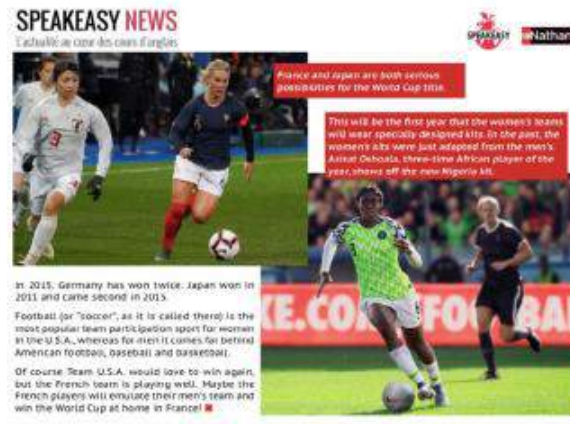 SPEAKEASY NEWS
L'actualité au cœur des cours d'anglais
SPEAKEASY
Nathan
France and Japan are both serious
possibilities for the World Cup title.
This will be the first year that the women's teams
will wear specially designed kits. In the past, the
women's kits were just adapted from the men's.
Asisat Oshoala, three-time African player of the
year, shows off the new Nigeria kit.
in 2015. Germany has won twice. Japan won in
2011 and came second in 2015.
Football (or "soccer", as it is called there) is the
most popular team participation sport for women
in the U.S.A., whereas for men it comes far behind
American football, baseball and basketball.
Of course Team U.S.A. would love to win again,
but the French team is playing well. Maybe the
French players will emulate their men's team and
win the World Cup at home in France!
KE.CO
FO
BA